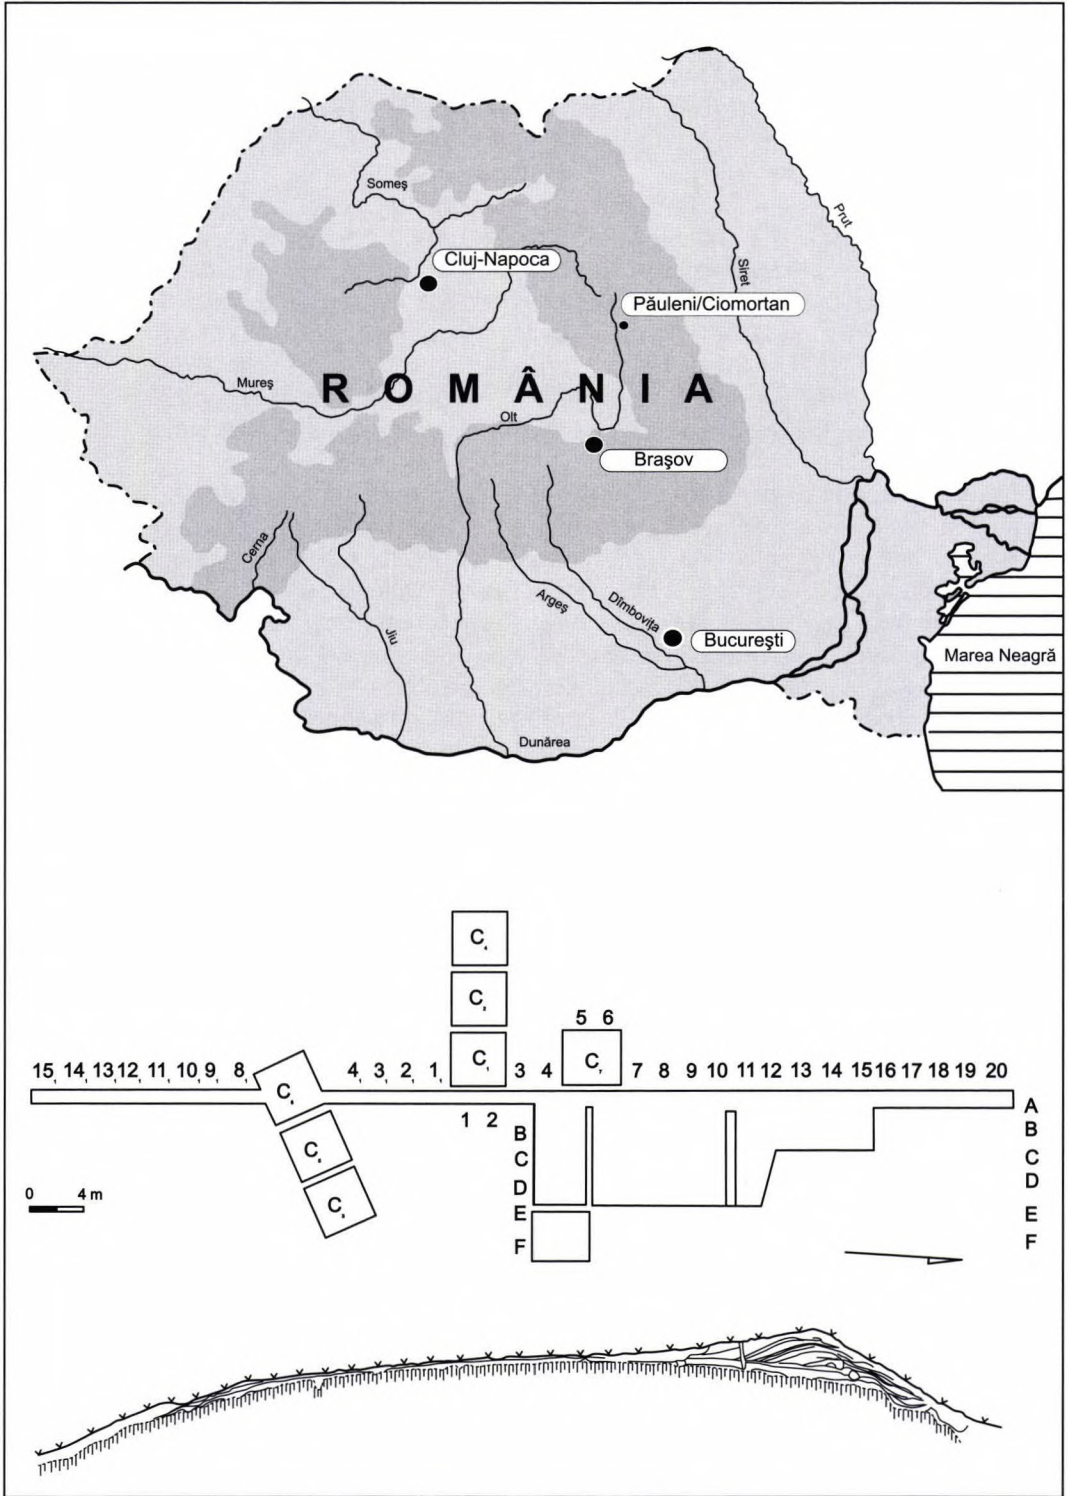 Someş
Prut
Cluj-Napoca
Siret
Păuleni/Ciomortan
Mureş
ROMÂNIA
Olt
Braşov
Cerna
Argeş
Dîmboviţa
Jiu
Bucureşti
Marea Neagră
Dunărea
C
C
5 6
15, 14, 13, 12, 11, 10, 9, 8, C 4, 3, 2, 1, C 3 4 C 7 8 9 10 11 12 13 14 15 16 17 18 19 20
A
1 2 B B
C C C
D D
0 4 m C
E E
F F